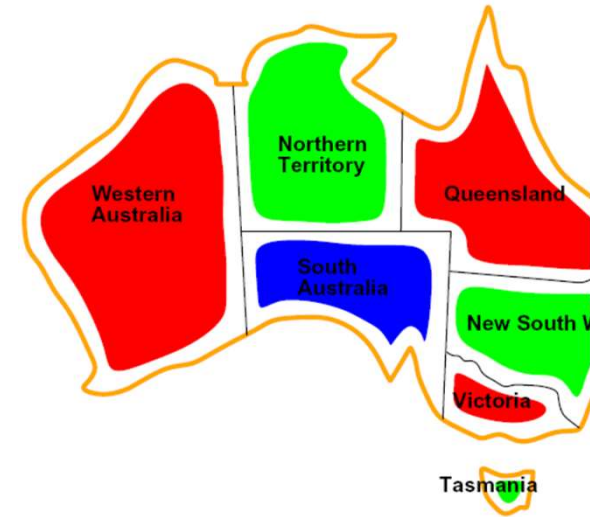 Northern
Territory
Western
Australia
Queensland
South
Australia
New South W
Victoria
Tasmania